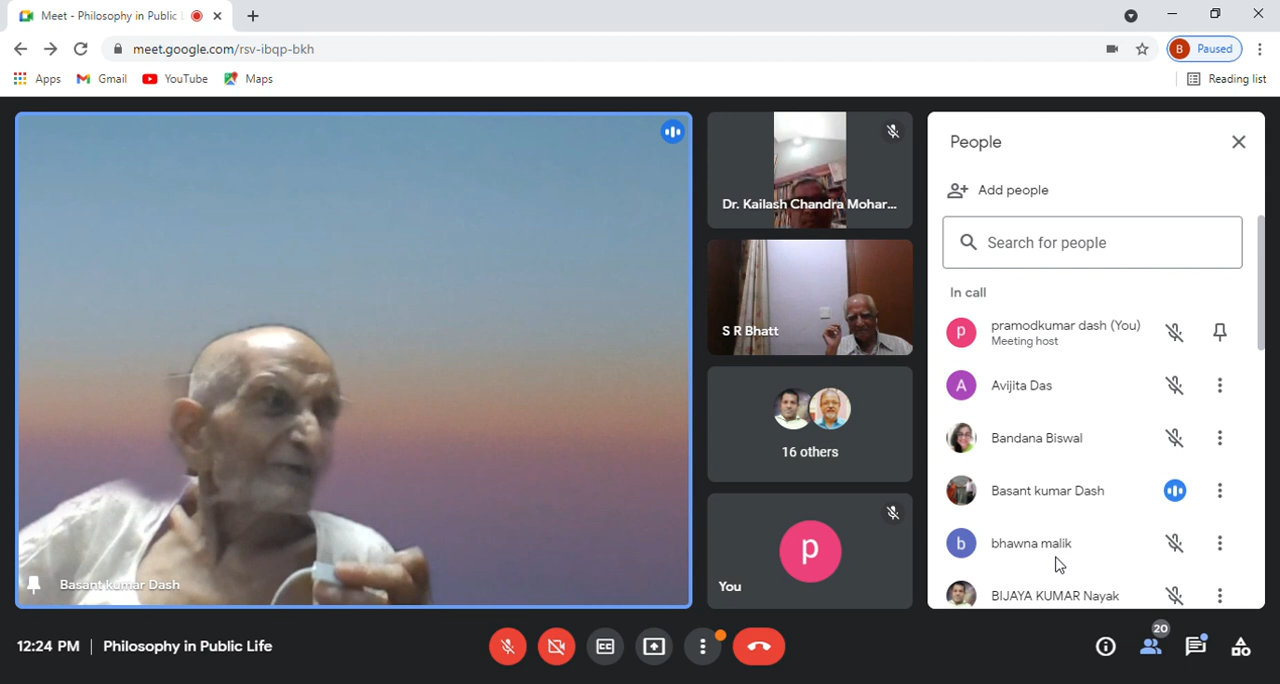 Meet - Philosophy in Public
meet.google.com/rsv-ibqp-bkh
B Paused
Apps Gmail YouTube Maps Reading list
Basant kumar Dash
Dr. Kailash Chandra Mohar...
S R Bhatt
16 others
p
You
People
Add people
Search for people
In call
p pramodkumar dash (You)
Meeting host
A Avijita Das
Bandana Biswal
Basant kumar Dash
b bhawna malik
BIJAYA KUMAR Nayak
12:24 PM | Philosophy in Public Life
CC
20